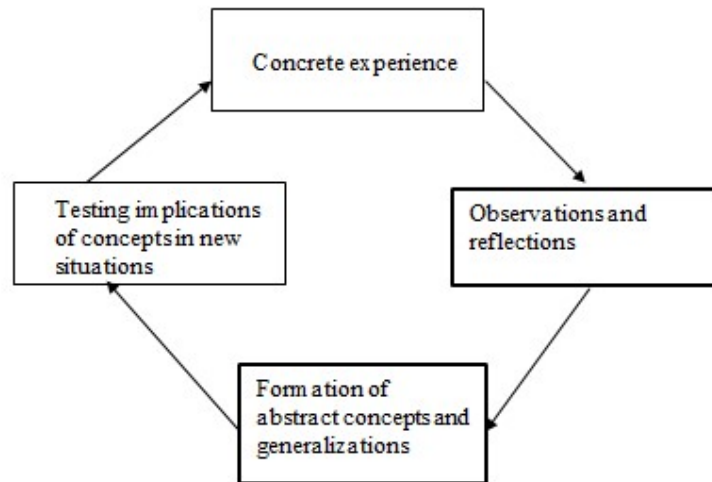 Concrete experience
Testing implications
of concepts in new
situations
Observations and
reflections
Formation of
abstract concepts and
generalizations